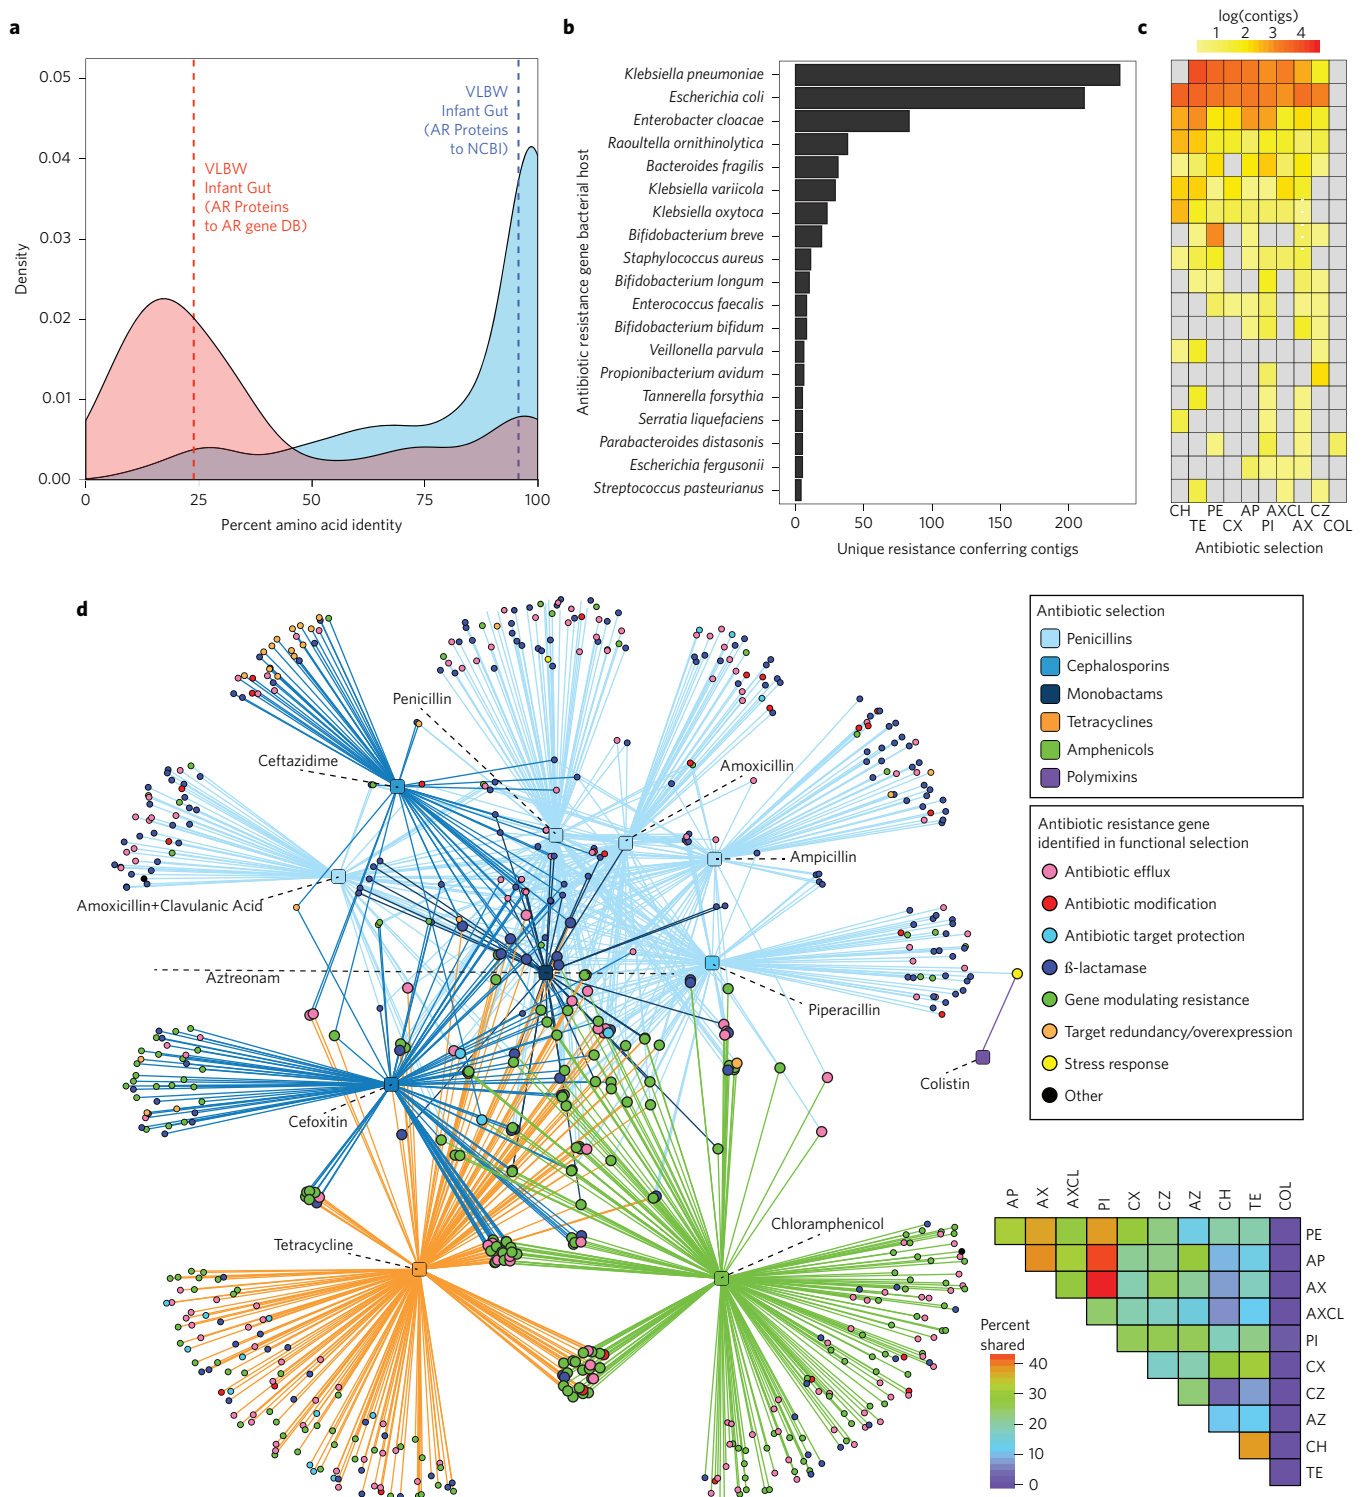 a
0.05
0.04
0.03
0.02
0.01
0.00
Density
0
25
50
75
100
Percent amino acid identity
VLBW
Infant Gut
(AR Proteins
to AR gene DB)
VLBW
Infant Gut
(AR Proteins
to NCBI)
b
Antibiotic resistance gene bacterial host
Klebsiella pneumoniae
Escherichia coli
Enterobacter cloacae
Raoultella ornithinolytica
Bacteroides fragilis
Klebsiella variicola
Klebsiella oxytoca
Bifidobacterium breve
Staphylococcus aureus
Bifidobacterium longum
Enterococcus faecalis
Bifidobacterium bifidum
Veillonella parvula
Propionibacterium avidum
Tannerella forsythia
Serratia liquefaciens
Parabacteroides distasonis
Escherichia fergusonii
Streptococcus pasteurianus
0
50
100
150
200
Unique resistance conferring contigs
c
log(contigs)
1 2 3 4
CH PE AP AXCL CZ
TE CX PI AX COL
Antibiotic selection
d
Penicillin
Ceftazidime
Amoxicillin
Ampicillin
Amoxicillin+Clavulanic Acid
Aztreonam
Piperacillin
Colistin
Cefoxitin
Tetracycline
Chloramphenicol
Antibiotic selection
Penicillins
Cephalosporins
Monobactams
Tetracyclines
Amphenicols
Polymixins
Antibiotic resistance gene
identified in functional selection
Antibiotic efflux
Antibiotic modification
Antibiotic target protection
ß-lactamase
Gene modulating resistance
Target redundancy/overexpression
Stress response
Other
AP AX AXCL PI CX CZ AZ CH TE COL
PE
AP
AX
AXCL
PI
CX
CZ
AZ
CH
TE
Percent
shared
40
30
20
10
0